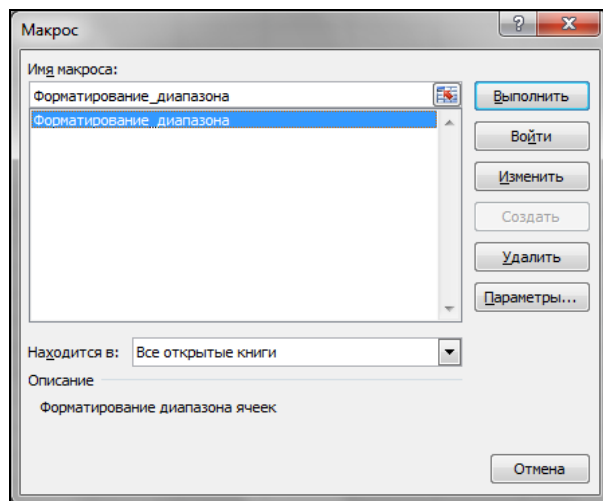 Макрос
Имя макроса:
Форматирование_диапазона
Выполнить
Форматирование_диапазона
Войти
Изменить
Создать
Удалить
Параметры...
Находится в: Все открытые книги
Описание
Форматирование диапазона ячеек
Отмена